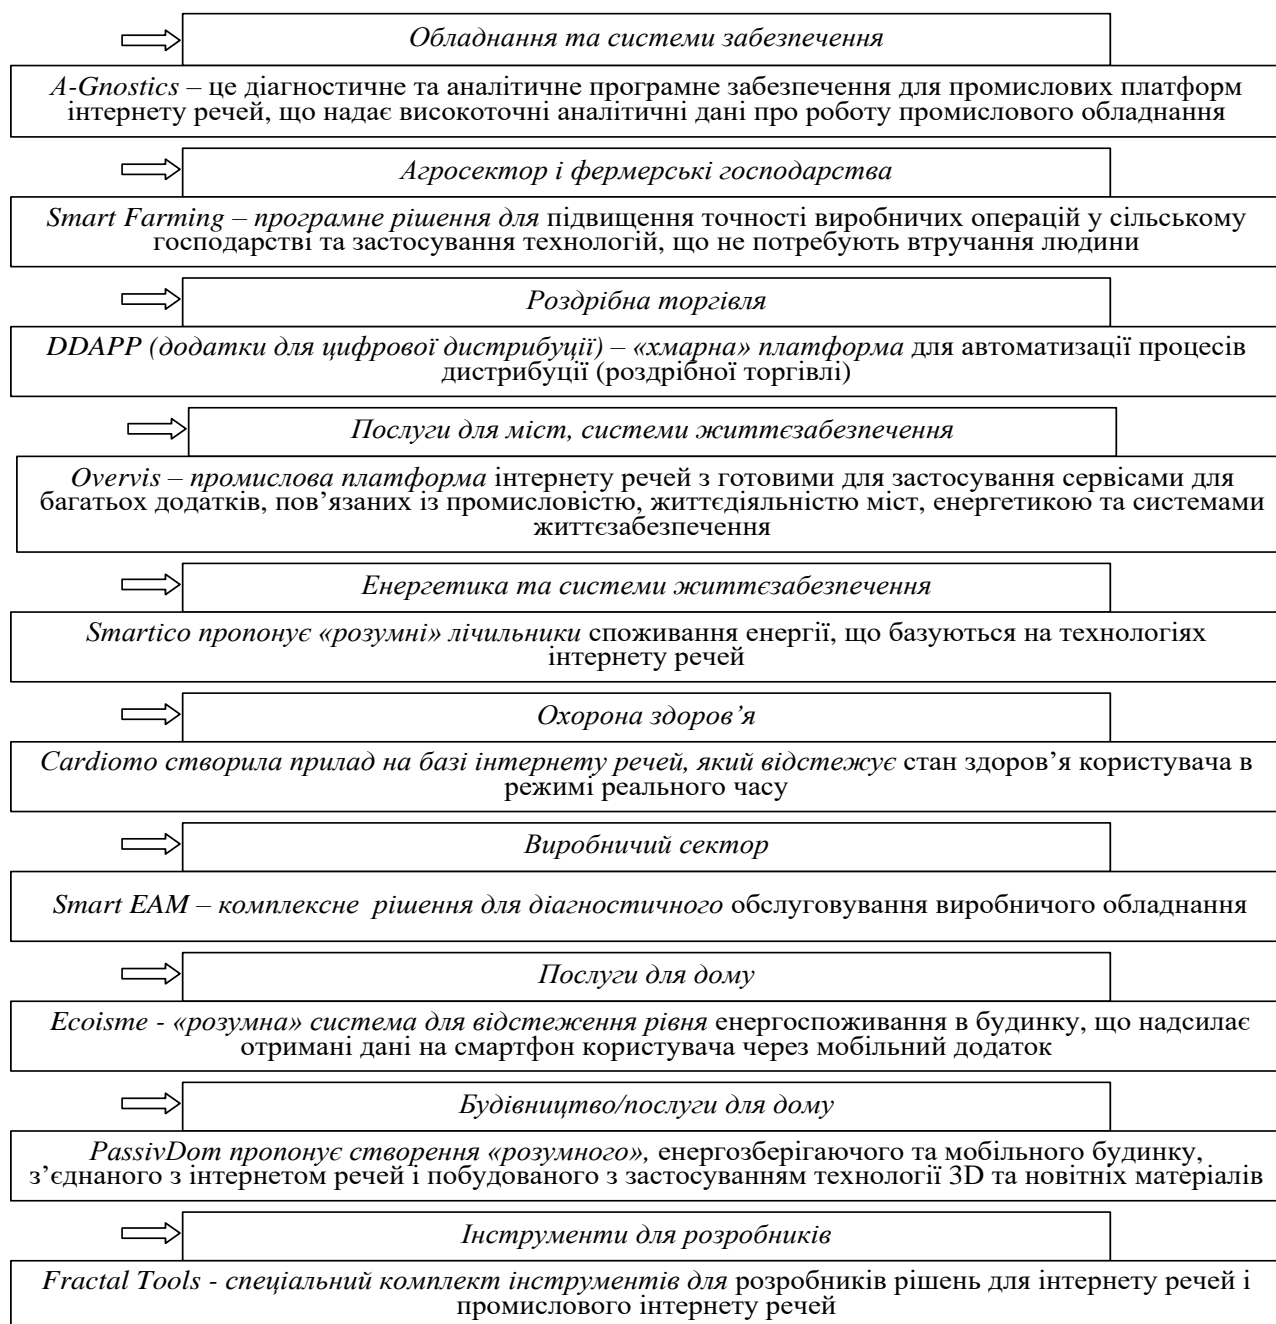 Обладнання та системи забезпечення
A-Gnostics – це діагностичне та аналітичне програмне забезпечення для промислових платформ
інтернету речей, що надає високоточні аналітичні дані про роботу промислового обладнання
Агросектор і фермерські господарства
Smart Farming – програмне рішення для підвищення точності виробничих операцій у сільському
господарстві та застосування технологій, що не потребують втручання людини
Роздрібна торгівля
DDAPP (додатки для цифрової дистрибуції) – «хмарна» платформа для автоматизації процесів
дистрибуції (роздрібної торгівлі)
Послуги для міст, системи життєзабезпечення
Overvis – промислова платформа інтернету речей з готовими для застосування сервісами для
багатьох додатків, пов’язаних із промисловістю, життєдіяльністю міст, енергетикою та системами
життєзабезпечення
Енергетика та системи життєзабезпечення
Smartico пропонує «розумні» лічильники споживання енергії, що базуються на технологіях
інтернету речей
Охорона здоров’я
Cardiomo створила прилад на базі інтернету речей, який відстежує стан здоров’я користувача в
режимі реального часу
Виробничий сектор
Smart EAM – комплексне рішення для діагностичного обслуговування виробничого обладнання
Послуги для дому
Ecoisme - «розумна» система для відстеження рівня енергоспоживання в будинку, що надсилає
отримані дані на смартфон користувача через мобільний додаток
Будівництво/послуги для дому
PassivDom пропонує створення «розумного», енергозберігаючого та мобільного будинку,
з’єднаного з інтернетом речей і побудованого з застосуванням технології 3D та новітніх матеріалів
Інструменти для розробників
Fractal Tools - спеціальний комплект інструментів для розробників рішень для інтернету речей і
промислового інтернету речей